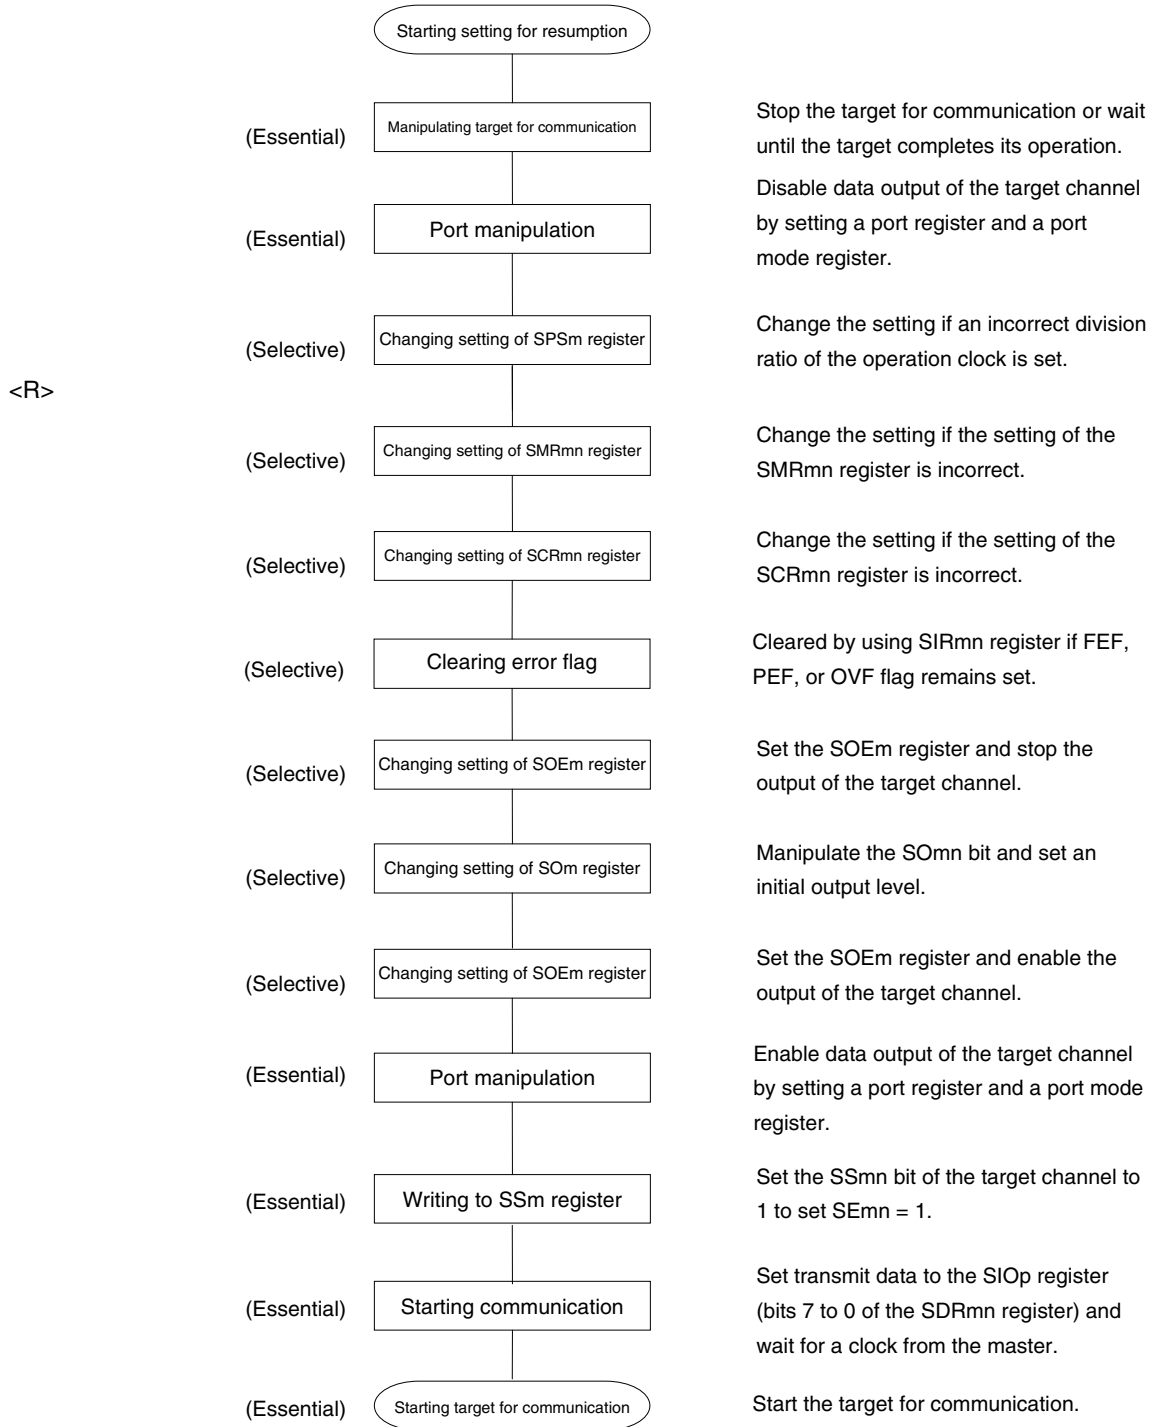 Starting setting for resumption
(Essential)
Manipulating target for communication
Stop the target for communication or wait
until the target completes its operation.
(Essential)
Port manipulation
Disable data output of the target channel
by setting a port register and a port
mode register.
(Selective)
Changing setting of SPSm register
Change the setting if an incorrect division
ratio of the operation clock is set.
<R>
(Selective)
Changing setting of SMRmn register
Change the setting if the setting of the
SMRmn register is incorrect.
(Selective)
Changing setting of SCRmn register
Change the setting if the setting of the
SCRmn register is incorrect.
(Selective)
Clearing error flag
Cleared by using SIRmn register if FEF,
PEF, or OVF flag remains set.
(Selective)
Changing setting of SOEm register
Set the SOEm register and stop the
output of the target channel.
(Selective)
Changing setting of SOm register
Manipulate the SOmn bit and set an
initial output level.
(Selective)
Changing setting of SOEm register
Set the SOEm register and enable the
output of the target channel.
(Essential)
Port manipulation
Enable data output of the target channel
by setting a port register and a port mode
register.
(Essential)
Writing to SSm register
Set the SSmn bit of the target channel to
1 to set SEmn = 1.
(Essential)
Starting communication
Set transmit data to the SIOp register
(bits 7 to 0 of the SDRmn register) and
wait for a clock from the master.
(Essential)
Starting target for communication
Start the target for communication.